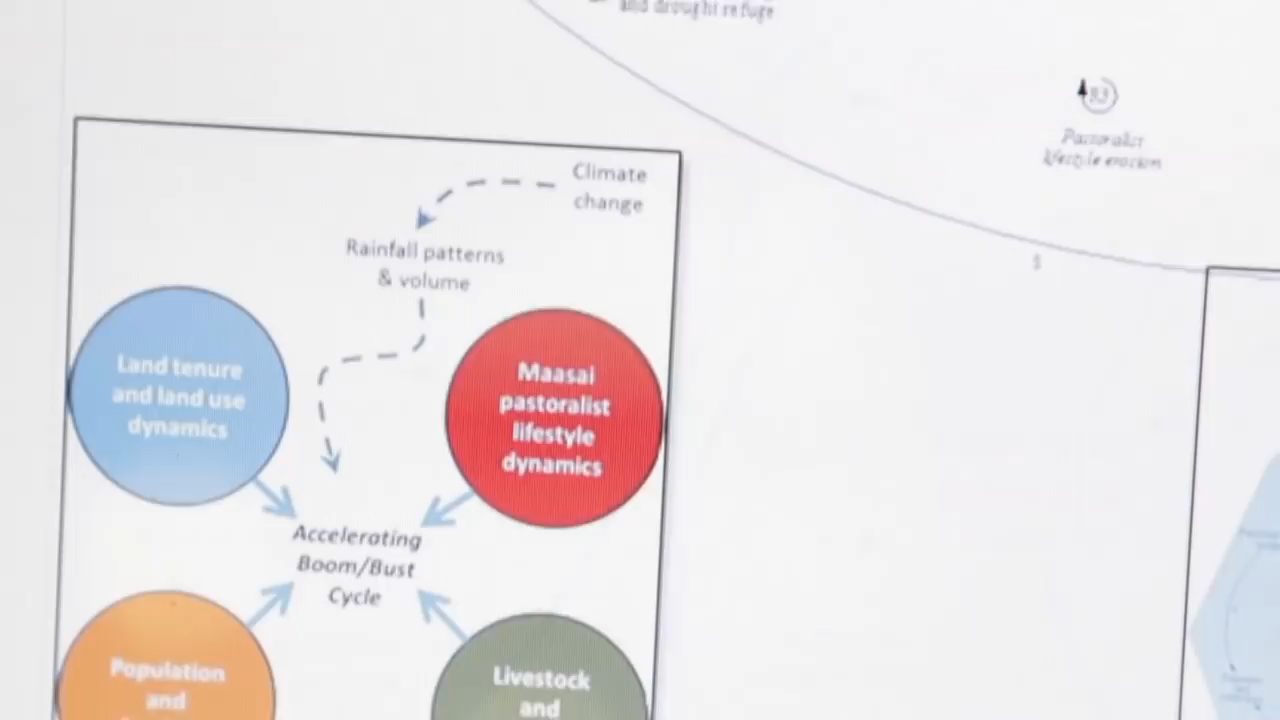 and drought refuge
Pastoralist
lifestyle erosion
Climate
change
Rainfall patterns
& volume
Land tenure
and land use
dynamics
Maasai
pastoralist
lifestyle
dynamics
Accelerating
Boom/Bust
Cycle
Population
and
Livestock
and